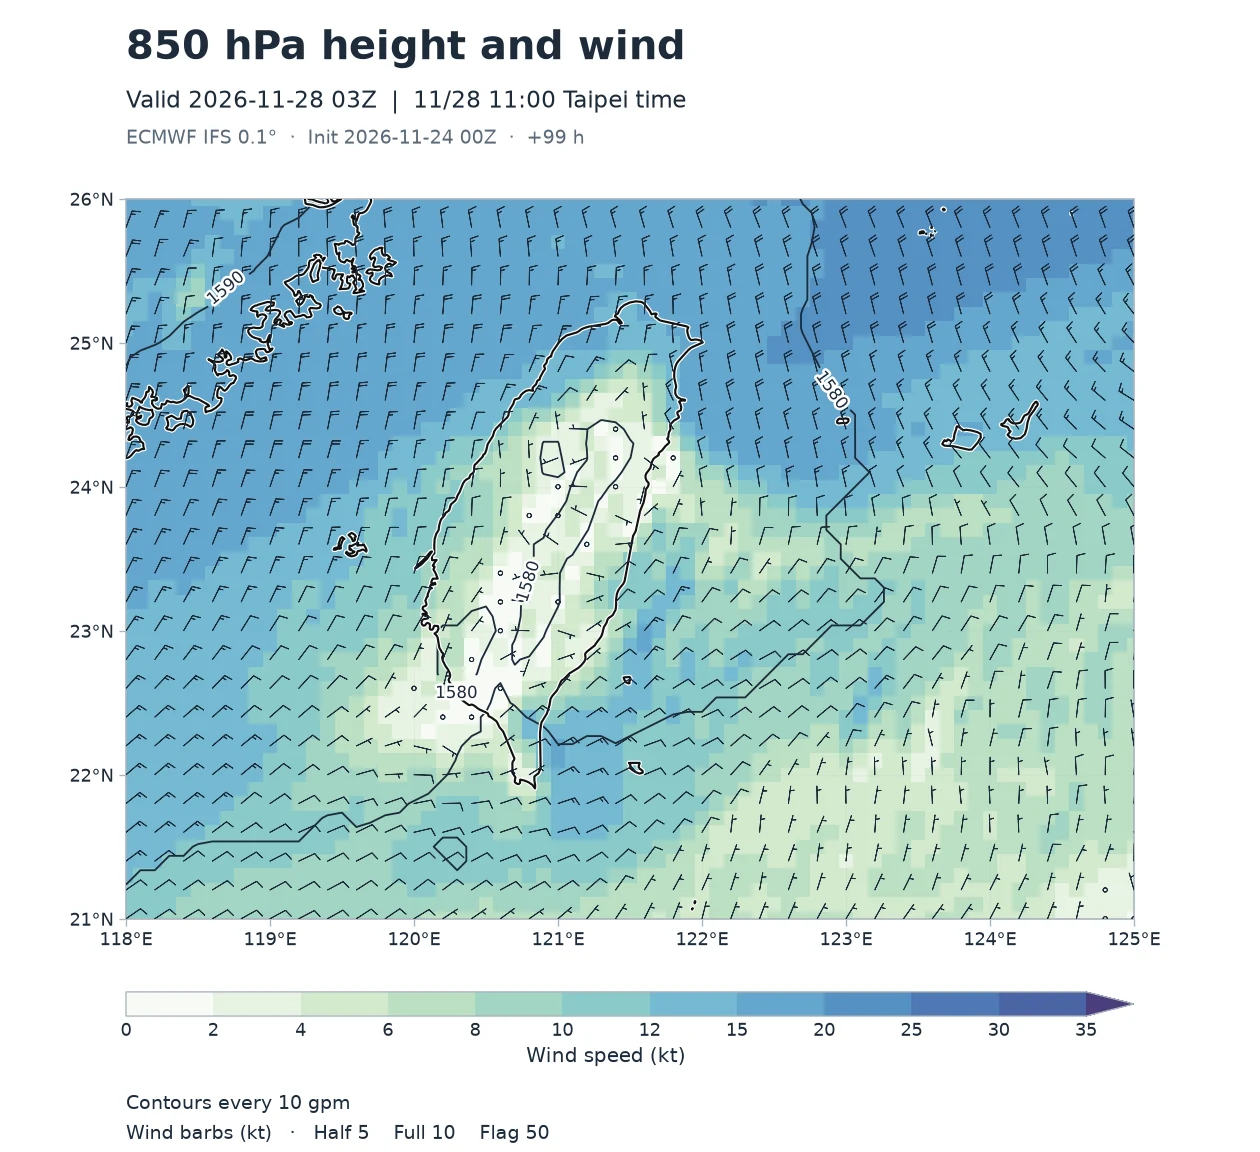 850 hPa height and wind
Valid 2026-11-28 03Z | 11/28 11:00 Taipei time
ECMWF IFS 0.1° · Init 2026-11-24 00Z · +99 h
26°N
25°N
24°N
23°N
22°N
21°N
1590
1580
1580
1580
118°E 119°E 120°E 121°E 122°E 123°E 124°E 125°E
0 2 4 6 8 10 12 15 20 25 30 35
Wind speed (kt)
Contours every 10 gpm
Wind barbs (kt) · Half 5 Full 10 Flag 50